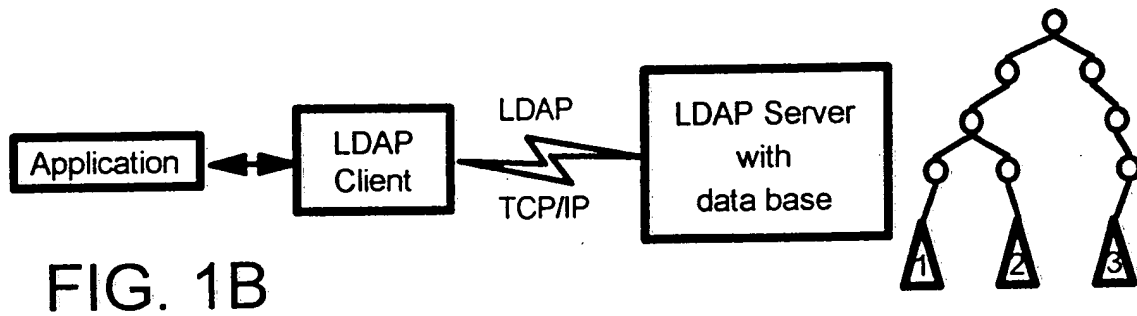 Application
LDAP
Client
LDAP
TCP/IP
LDAP Server
with
data base
1
2
3
FIG. 1B